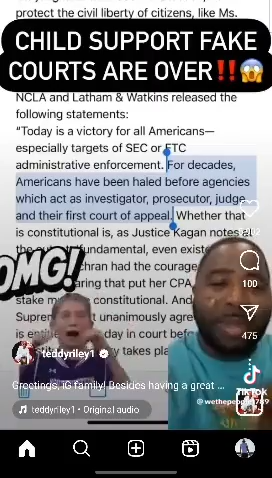 protect the civil liberty of citizens, like Ms.
CHILD SUPPORT FAKE
COURTS ARE OVER‼️😱
NCLA and Latham & Watkins released the
following statements:
“Today is a victory for all Americans—
especially targets of SEC or FTC
administrative enforcement. For decades,
Americans have been haled before agencies
which act as investigator, prosecutor, judge
and their first court of appeal. Whether that
is constitutional is, as Justice Kagan notes
fundamental, even
OMG!
chran had the courage
aring that put her CPA
stake constitutional. And
Supre unanimously agre
is day in court befo
takes pla
100
475
teddyriley1
TikTok
@wethepeople1789
Greetings, iG family! Besides having a great ...
teddyriley1 • Original audio